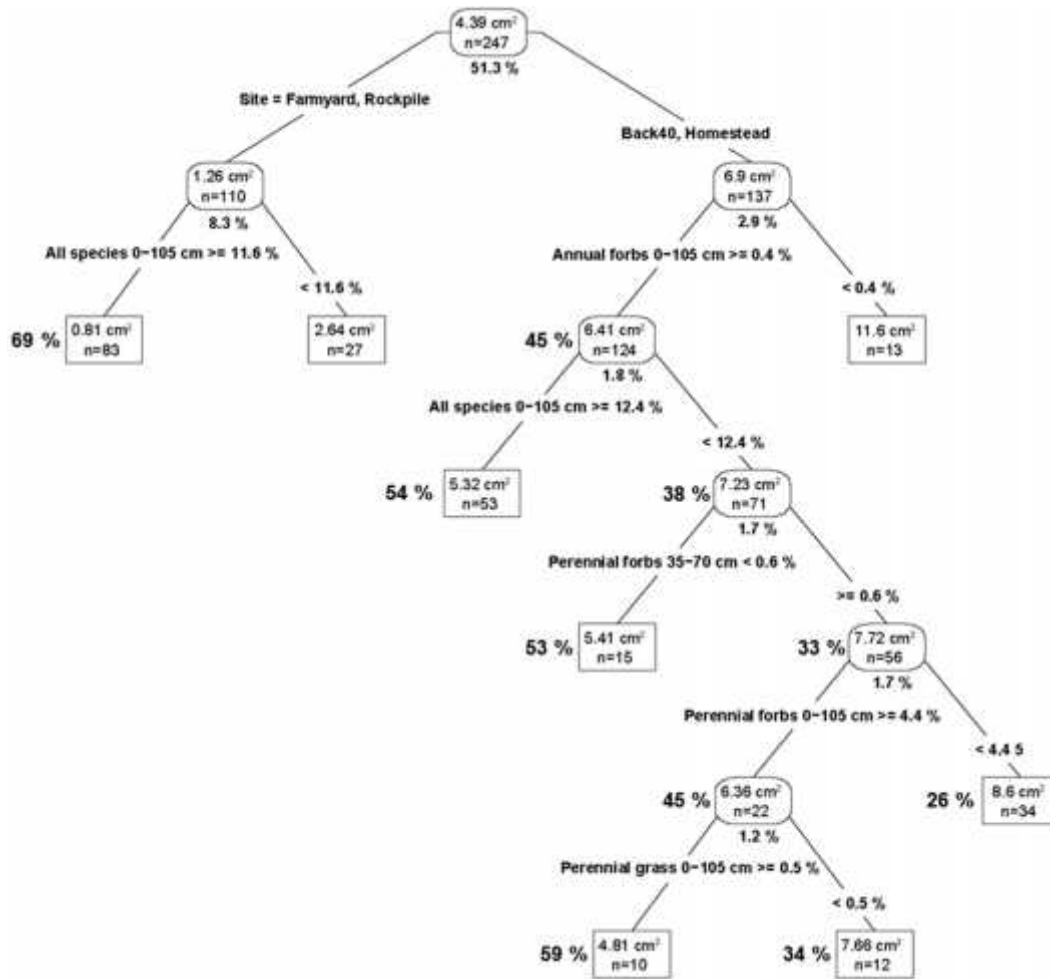 4.39 cm²
n=247
51.3 %
Site = Farmyard, Rockpile
Back40, Homestead
1.26 cm²
n=110
8.3 %
6.9 cm²
n=137
2.9 %
All species 0-105 cm >= 11.6 %
< 11.6 %
Annual forbs 0-105 cm >= 0.4 %
< 0.4 %
69 %
0.81 cm²
n=83
2.64 cm²
n=27
45 %
6.41 cm²
n=124
1.8 %
11.6 cm²
n=13
All species 0-105 cm >= 12.4 %
< 12.4 %
54 %
5.32 cm²
n=53
38 %
7.23 cm²
n=71
1.7 %
Perennial forbs 35-70 cm < 0.6 %
>= 0.6 %
53 %
5.41 cm²
n=15
33 %
7.72 cm²
n=56
1.7 %
Perennial forbs 0-105 cm >= 4.4 %
< 4.4 5
45 %
6.36 cm²
n=22
1.2 %
26 %
8.6 cm²
n=34
Perennial grass 0-105 cm >= 0.5 %
< 0.5 %
59 %
4.81 cm²
n=10
34 %
7.66 cm²
n=12